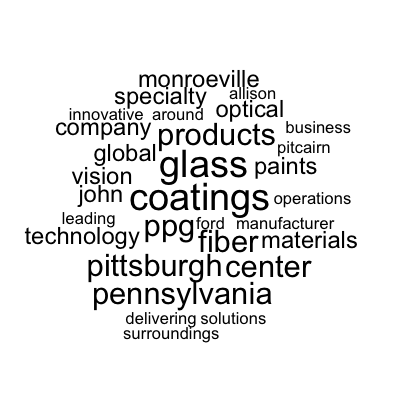 monroeville
specialty allison
innovative around optical
company products business
global glass paints pitcairn
vision
john coatings operations
leading ppg ford manufacturer
technology fiber materials
pittsburgh center
pennsylvania
delivering solutions
surroundings